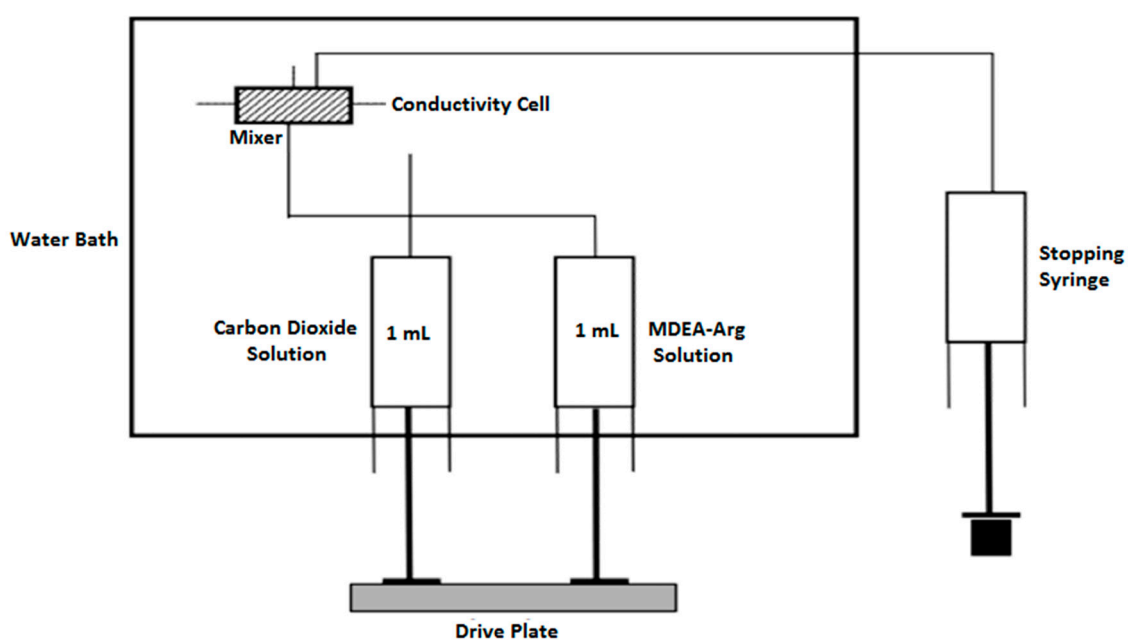 Conductivity Cell
Mixer
Water Bath
Stopping
Syringe
Carbon Dioxide
Solution
1 mL
1 mL
MDEA-Arg
Solution
Drive Plate